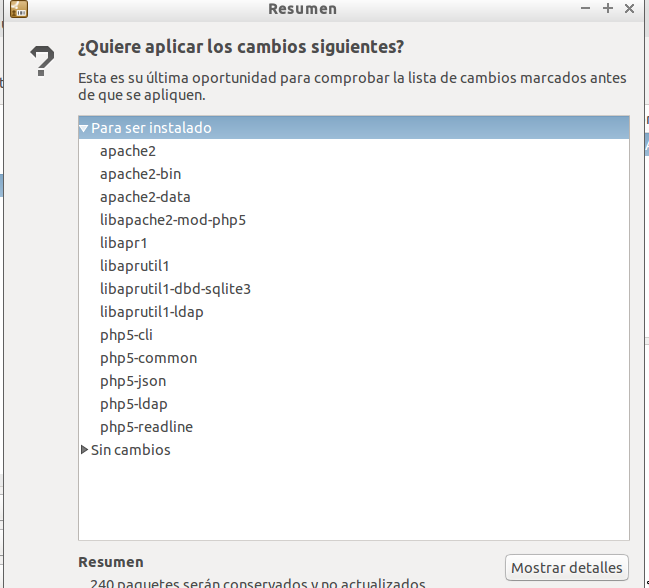 Resumen
¿Quiere aplicar los cambios siguientes?
Esta es su última oportunidad para comprobar la lista de cambios marcados antes
de que se apliquen.
Para ser instalado
apache2
apache2-bin
apache2-data
libapache2-mod-php5
libapr1
libaprutil1
libaprutil1-dbd-sqlite3
libaprutil1-ldap
php5-cli
php5-common
php5-json
php5-ldap
php5-readline
Sin cambios
Resumen
Mostrar detalles
240 paquetes serán conservados y no actualizados